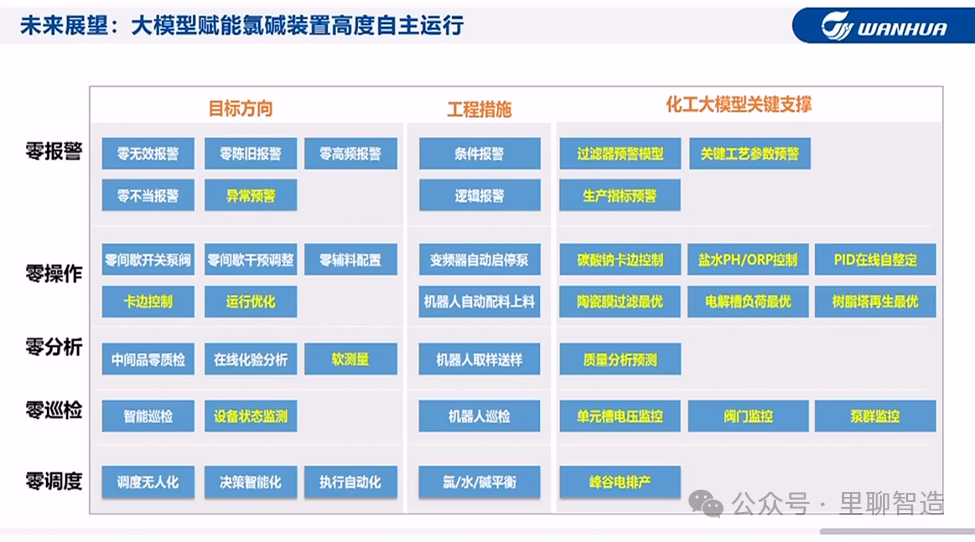 未来展望：大模型赋能氯碱装置高度自主运行
WANHUA
目标方向 工程措施 化工大模型关键支撑
零报警
零无效报警 零陈旧报警 零高频报警 条件报警 过滤器预警模型 关键工艺参数预警
零不当报警 异常预警 逻辑报警 生产指标预警
零操作
零间歇开关泵阀 零间歇干预调整 零辅料配置 变频器自动启停泵 碳酸钠卡边控制 盐水PH/ORP控制 PID在线自整定
卡边控制 运行优化 机器人自动配料上料 陶瓷膜过滤最优 电解槽负荷最优 树脂塔再生最优
零分析
中间品零质检 在线化验分析 软测量 机器人取样送样 质量分析预测
零巡检
智能巡检 设备状态监测 机器人巡检 单元槽电压监控 阀门监控 泵群监控
零调度
调度无人化 决策智能化 执行自动化 氯/水/碱平衡 峰谷电排产
公众号·里聊智造